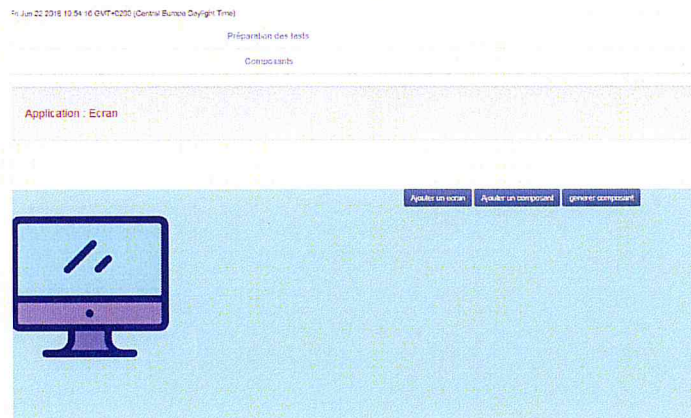 Fri Jun 22 2018 10:54:16 GMT+0200 (Central Europe Daylight Time)
Préparation des tests
Composants
Application : Ecran
Ajouter un ecran Ajouter un composant generer composant